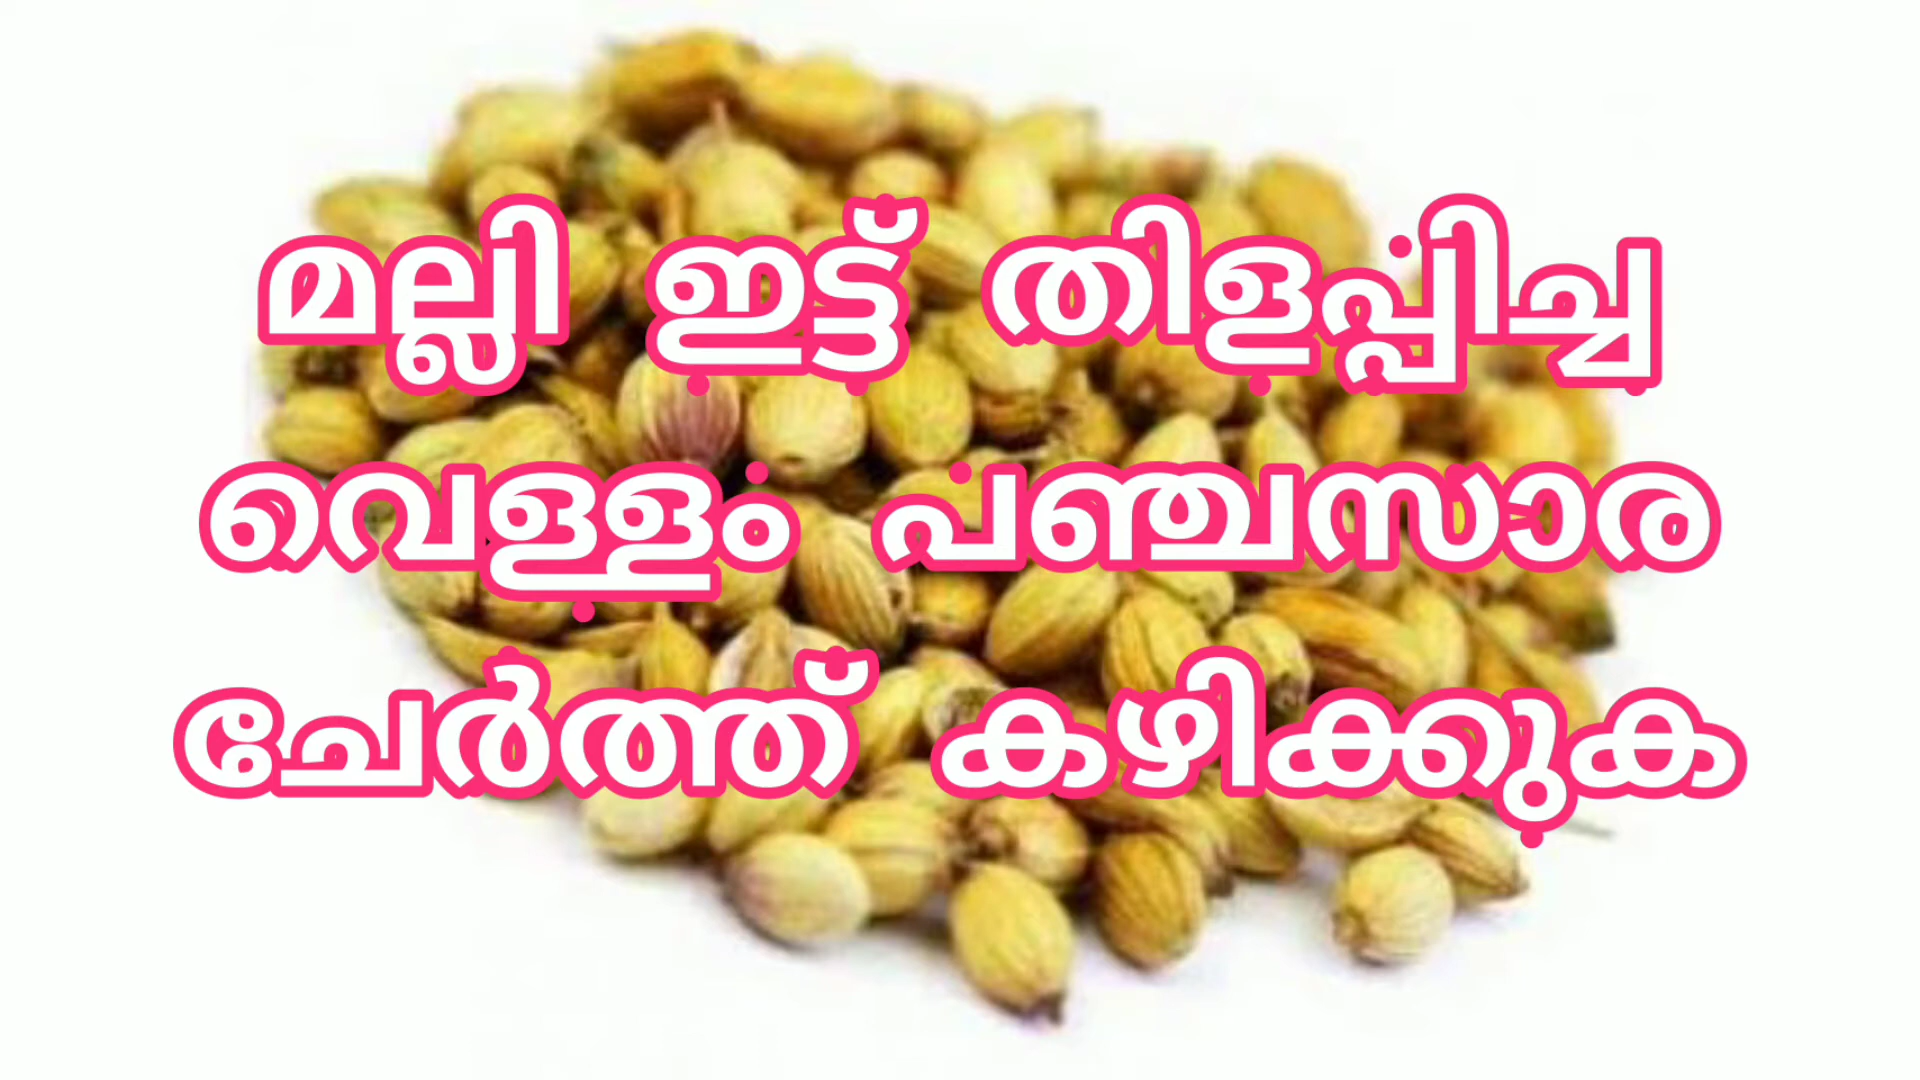 മല്ലി ഇട്ട് തിളപ്പിച്ച
വെള്ളം പഞ്ചസാര
ചേർത്ത് കഴിക്കുക